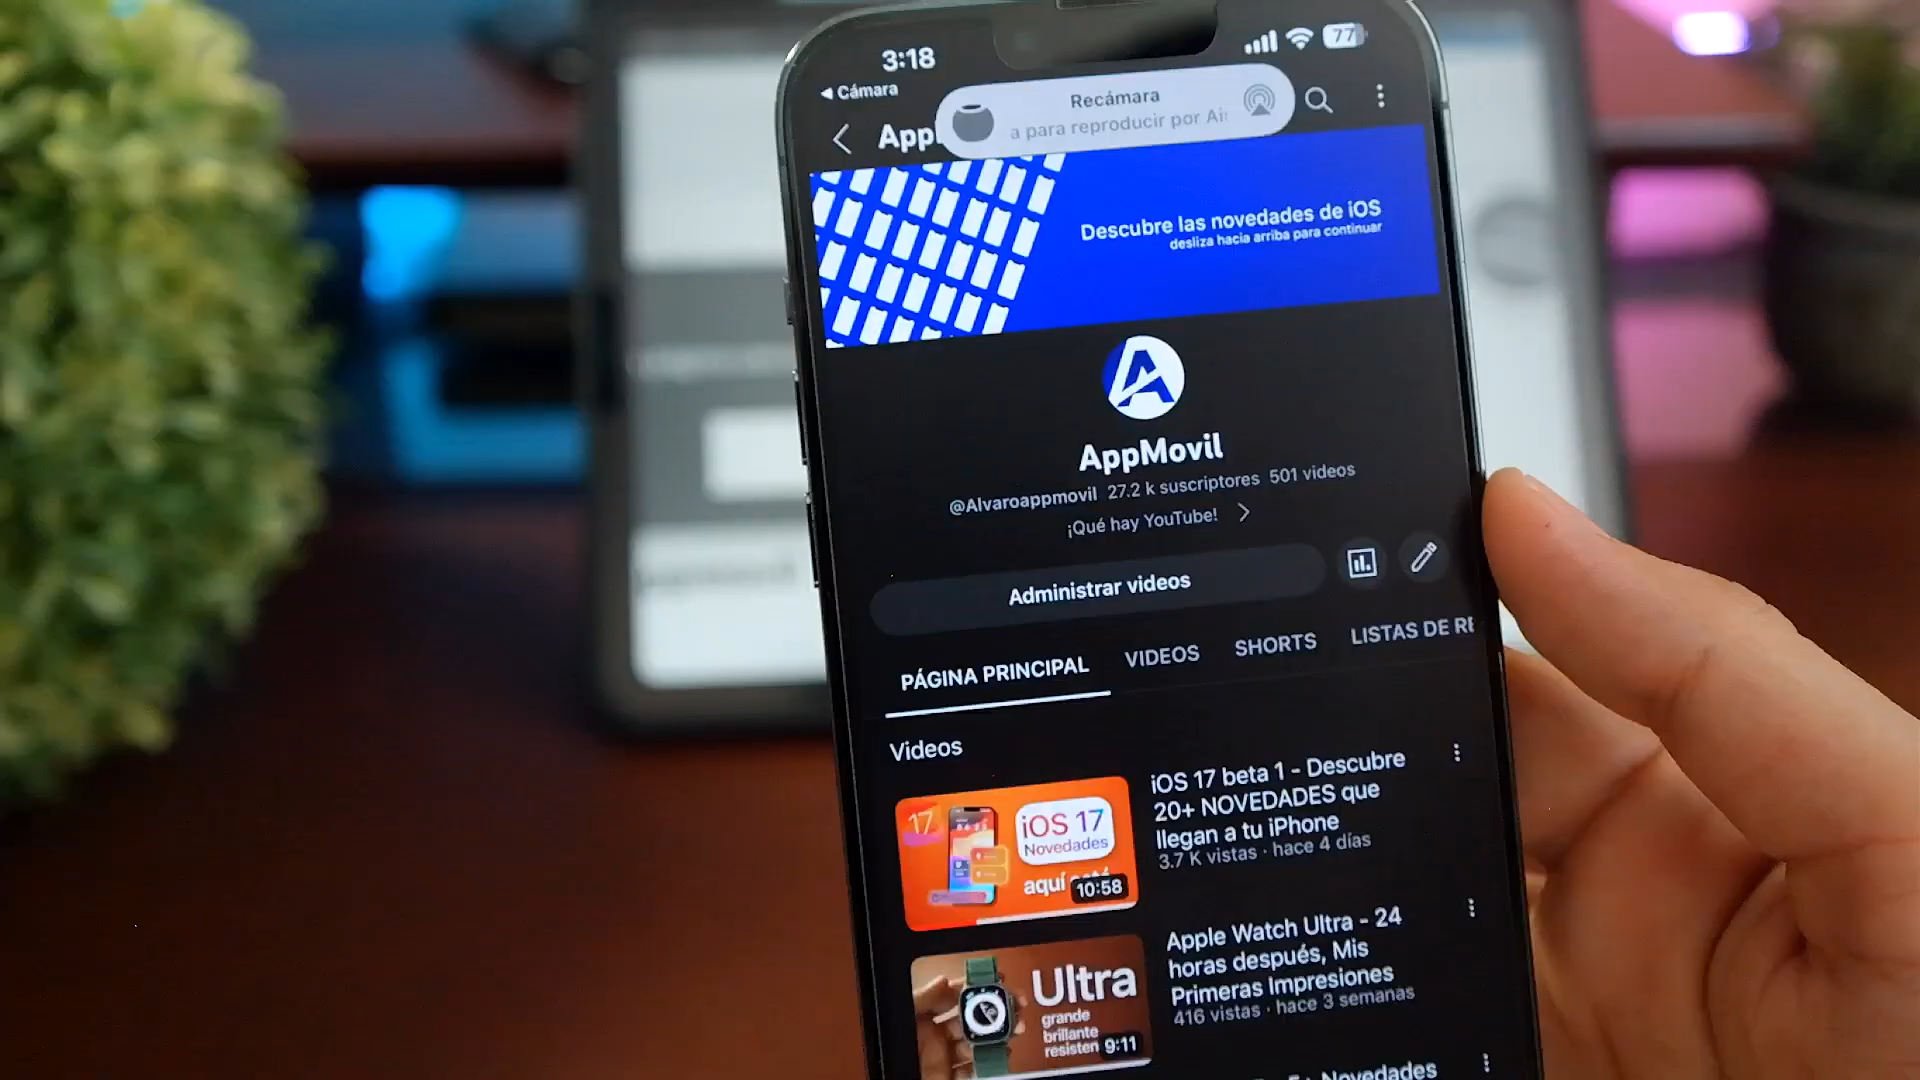 3:18
77
◀ Cámara
Recámara
a para reproducir por Ai
App
Descubre las novedades de iOS
desliza hacia arriba para continuar
AppMovil
@Alvaroappmovil 27.2 k suscriptores 501 videos
¡Qué hay YouTube!
Administrar videos
PÁGINA PRINCIPAL
VIDEOS
SHORTS
LISTAS DE RE
Videos
17
iOS 17
Novedades
aquí está
10:58
iOS 17 beta 1 - Descubre
20+ NOVEDADES que
llegan a tu iPhone
3.7 K vistas · hace 4 días
Ultra
grande
brillante
resisten
9:11
Apple Watch Ultra - 24
horas después, Mis
Primeras Impresiones
416 vistas · hace 3 semanas
Novedades